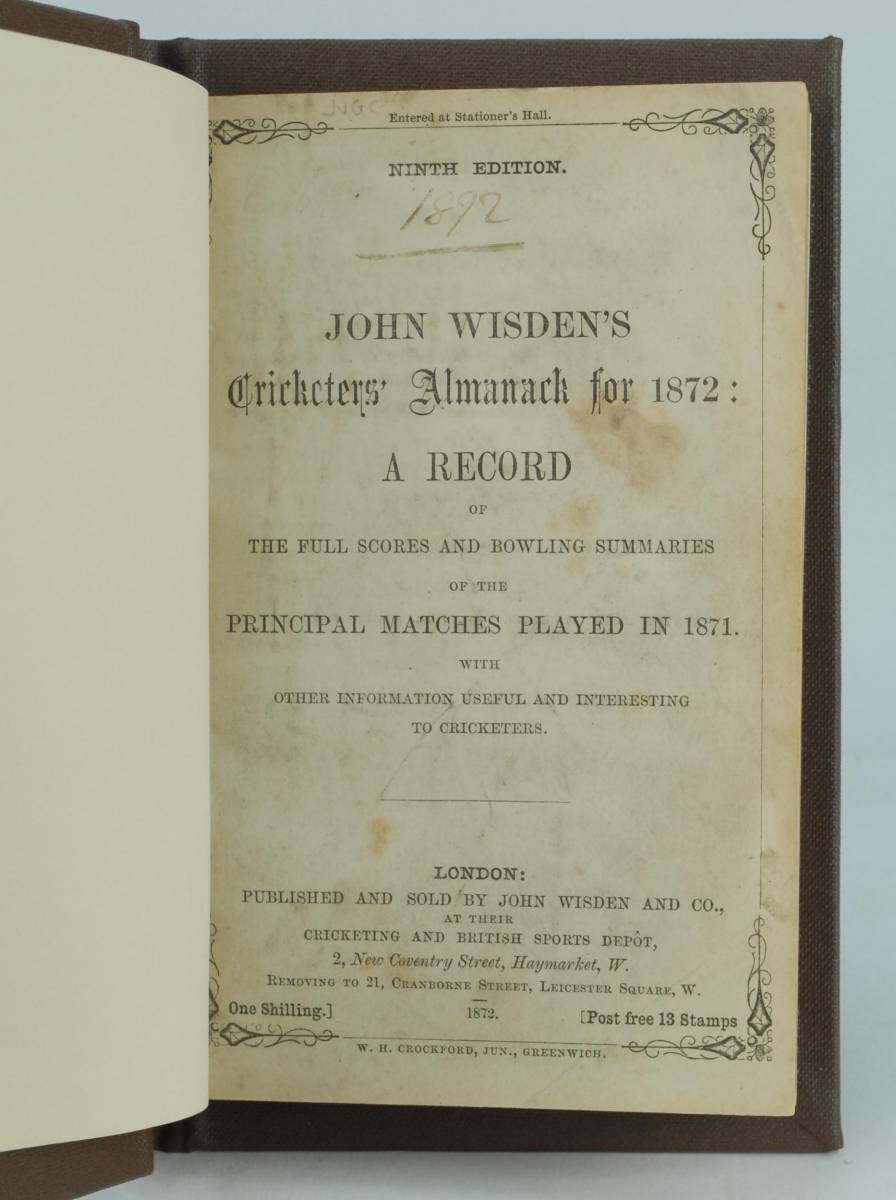 Entered at Stationer's Hall.
NINTH EDITION.
1872
JOHN WISDEN'S
Cricketers' Almanack for 1872:
A RECORD
OF
THE FULL SCORES AND BOWLING SUMMARIES
OF THE
PRINCIPAL MATCHES PLAYED IN 1871.
WITH
OTHER INFORMATION USEFUL AND INTERESTING
TO CRICKETERS.
LONDON:
PUBLISHED AND SOLD BY JOHN WISDEN AND CO.,
AT THEIR
CRICKETING AND BRITISH SPORTS DEPÔT,
2, New Coventry Street, Haymarket, W.
REMOVING TO 21, CRANBORNE STREET, LEICESTER SQUARE, W.
One Shilling.] 1872. [Post free 13 Stamps
W. H. CROCKFORD, JUN., GREENWICH.